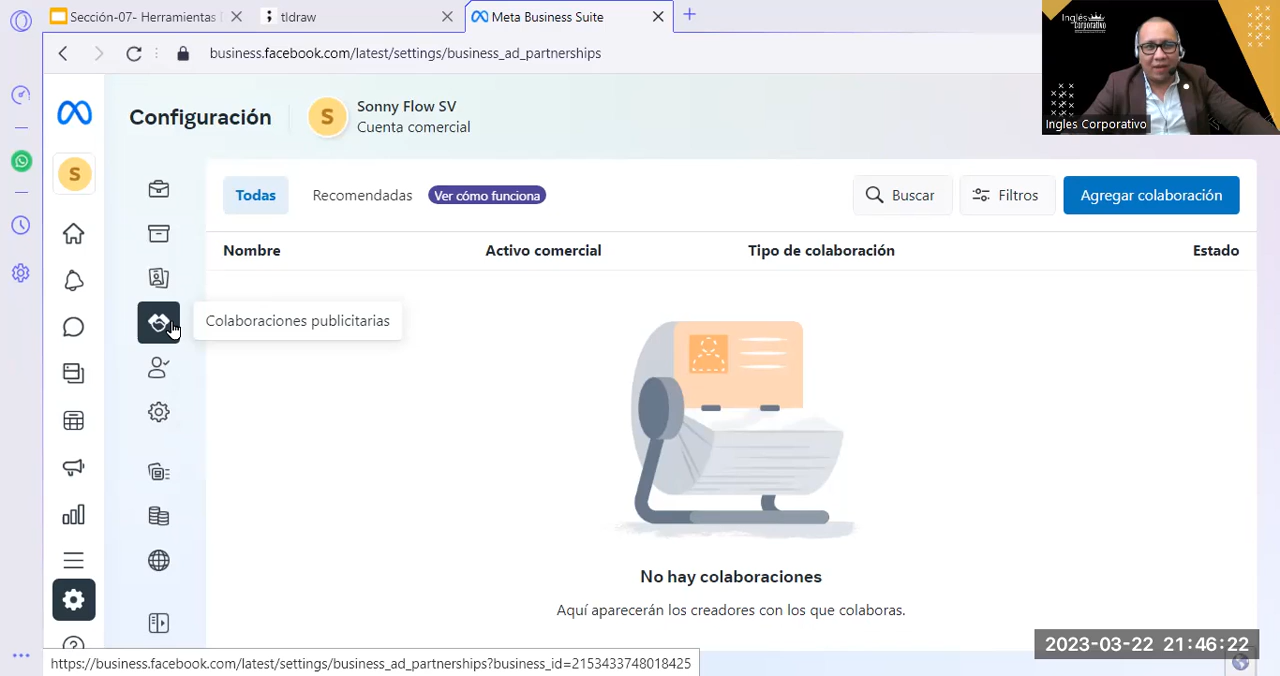 Sección-07- Herramientas
tldraw
Meta Business Suite
business.facebook.com/latest/settings/business_ad_partnerships
Inglés
Corporativo
Ingles Corporativo
Configuración
S
Sonny Flow SV
Cuenta comercial
S
Todas
Recomendadas
Ver cómo funciona
Buscar
Filtros
Agregar colaboración
Nombre
Activo comercial
Tipo de colaboración
Estado
Colaboraciones publicitarias
No hay colaboraciones
Aquí aparecerán los creadores con los que colaboras.
2023-03-22 21:46:22
https://business.facebook.com/latest/settings/business_ad_partnerships?business_id=2153433748018425